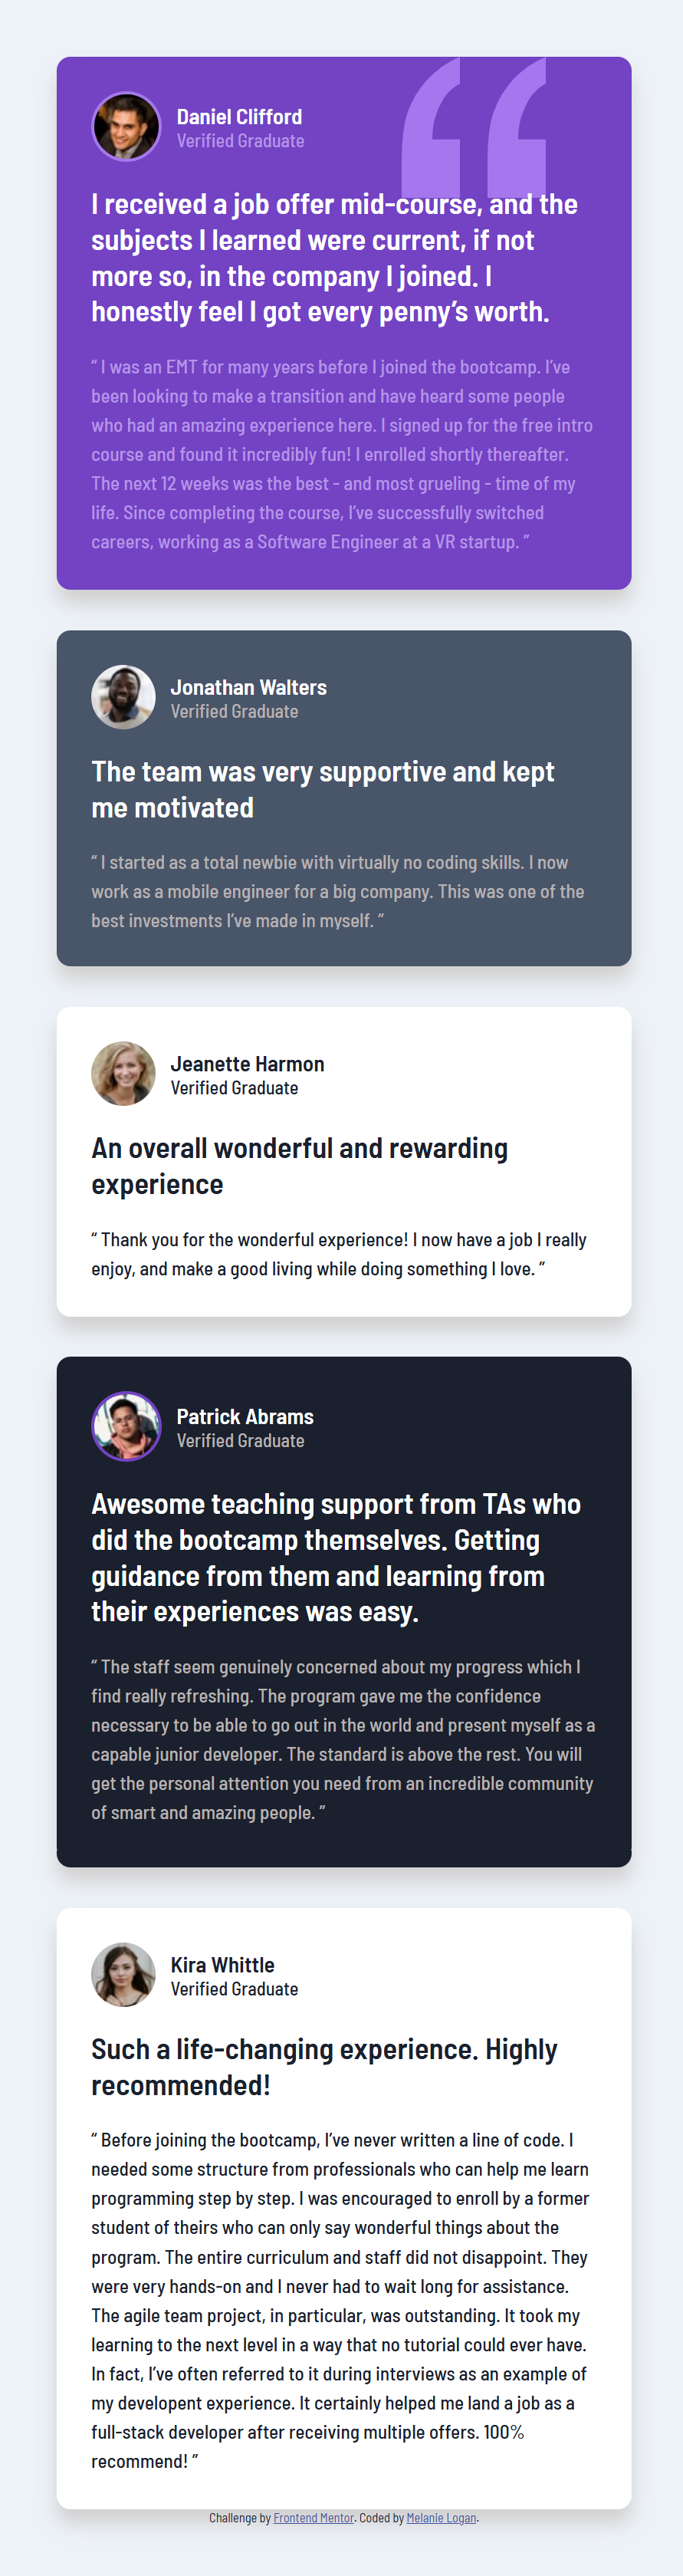 Daniel Clifford
Verified Graduate
I received a job offer mid-course, and the
subjects I learned were current, if not
more so, in the company I joined. I
honestly feel I got every penny’s worth.
“ I was an EMT for many years before I joined the bootcamp. I’ve
been looking to make a transition and have heard some people
who had an amazing experience here. I signed up for the free intro
course and found it incredibly fun! I enrolled shortly thereafter.
The next 12 weeks was the best - and most grueling - time of my
life. Since completing the course, I’ve successfully switched
careers, working as a Software Engineer at a VR startup. ”
Jonathan Walters
Verified Graduate
The team was very supportive and kept
me motivated
“ I started as a total newbie with virtually no coding skills. I now
work as a mobile engineer for a big company. This was one of the
best investments I’ve made in myself. ”
Jeanette Harmon
Verified Graduate
An overall wonderful and rewarding
experience
“ Thank you for the wonderful experience! I now have a job I really
enjoy, and make a good living while doing something I love. ”
Patrick Abrams
Verified Graduate
Awesome teaching support from TAs who
did the bootcamp themselves. Getting
guidance from them and learning from
their experiences was easy.
“ The staff seem genuinely concerned about my progress which I
find really refreshing. The program gave me the confidence
necessary to be able to go out in the world and present myself as a
capable junior developer. The standard is above the rest. You will
get the personal attention you need from an incredible community
of smart and amazing people. ”
Kira Whittle
Verified Graduate
Such a life-changing experience. Highly
recommended!
“ Before joining the bootcamp, I’ve never written a line of code. I
needed some structure from professionals who can help me learn
programming step by step. I was encouraged to enroll by a former
student of theirs who can only say wonderful things about the
program. The entire curriculum and staff did not disappoint. They
were very hands-on and I never had to wait long for assistance.
The agile team project, in particular, was outstanding. It took my
learning to the next level in a way that no tutorial could ever have.
In fact, I’ve often referred to it during interviews as an example of
my developent experience. It certainly helped me land a job as a
full-stack developer after receiving multiple offers. 100%
recommend! ”
Challenge by Frontend Mentor. Coded by Melanie Logan.